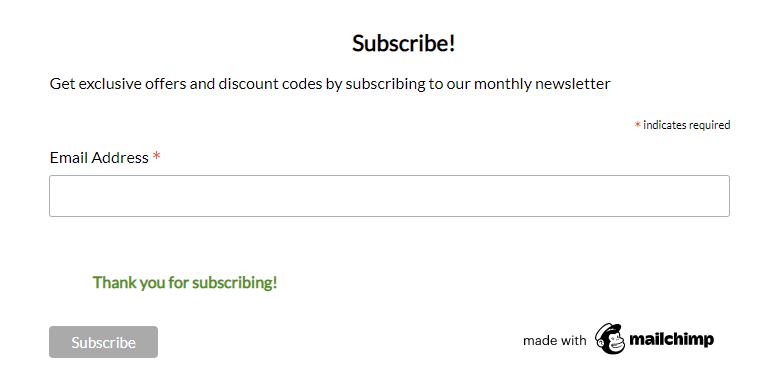 Subscribe!
Get exclusive offers and discount codes by subscribing to our monthly newsletter
* indicates required
Email Address *
Thank you for subscribing!
Subscribe
made with mailchimp